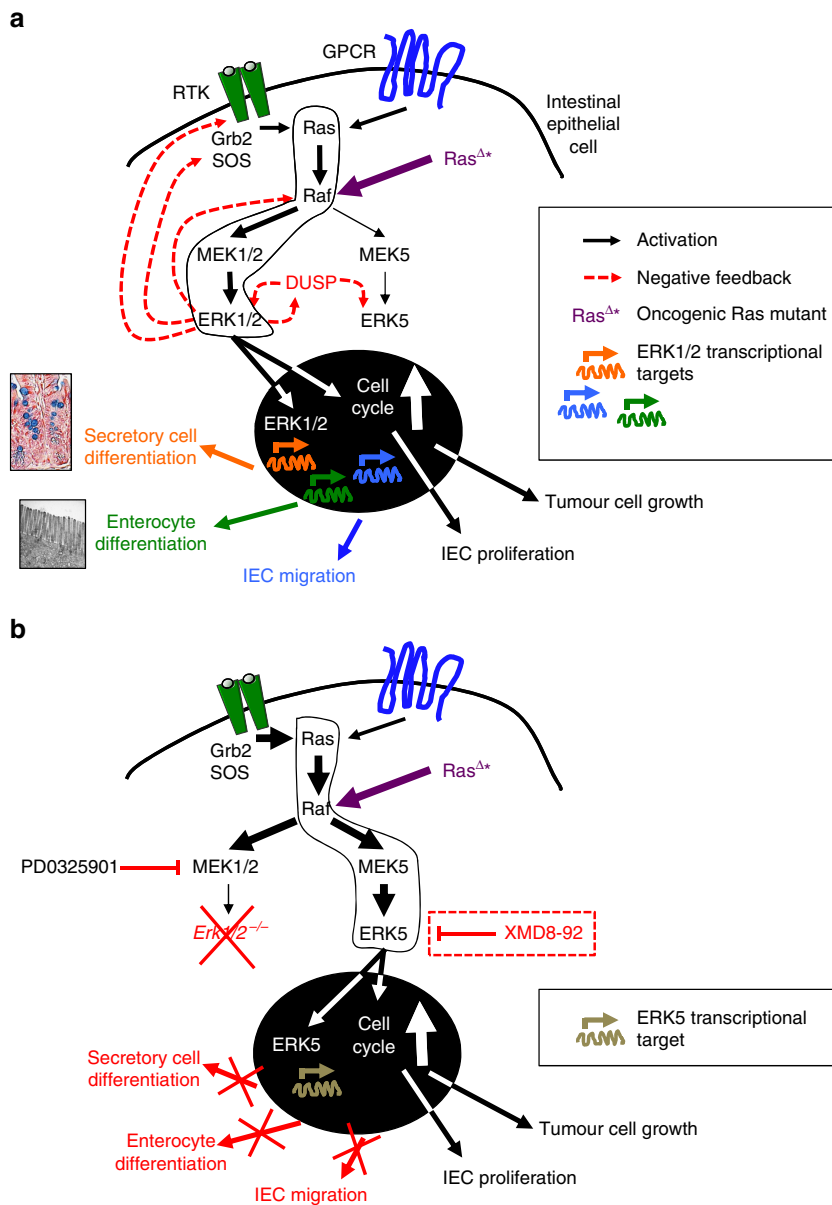 a
GPCR
RTK
Intestinal
epithelial
cell
Grb2
SOS
Ras
Ras^Δ*
Raf
MEK1/2
MEK5
DUSP
ERK1/2
ERK5
Activation
Negative feedback
Ras^Δ* Oncogenic Ras mutant
ERK1/2 transcriptional
targets
Cell
cycle
ERK1/2
Secretory cell
differentiation
Enterocyte
differentiation
IEC migration
IEC proliferation
Tumour cell growth
b
Grb2
SOS
Ras
Ras^Δ*
Raf
PD0325901
MEK1/2
MEK5
Erk1/2^−/−
ERK5
XMD8-92
Cell
cycle
ERK5
ERK5 transcriptional
target
Secretory cell
differentiation
Enterocyte
differentiation
IEC migration
IEC proliferation
Tumour cell growth